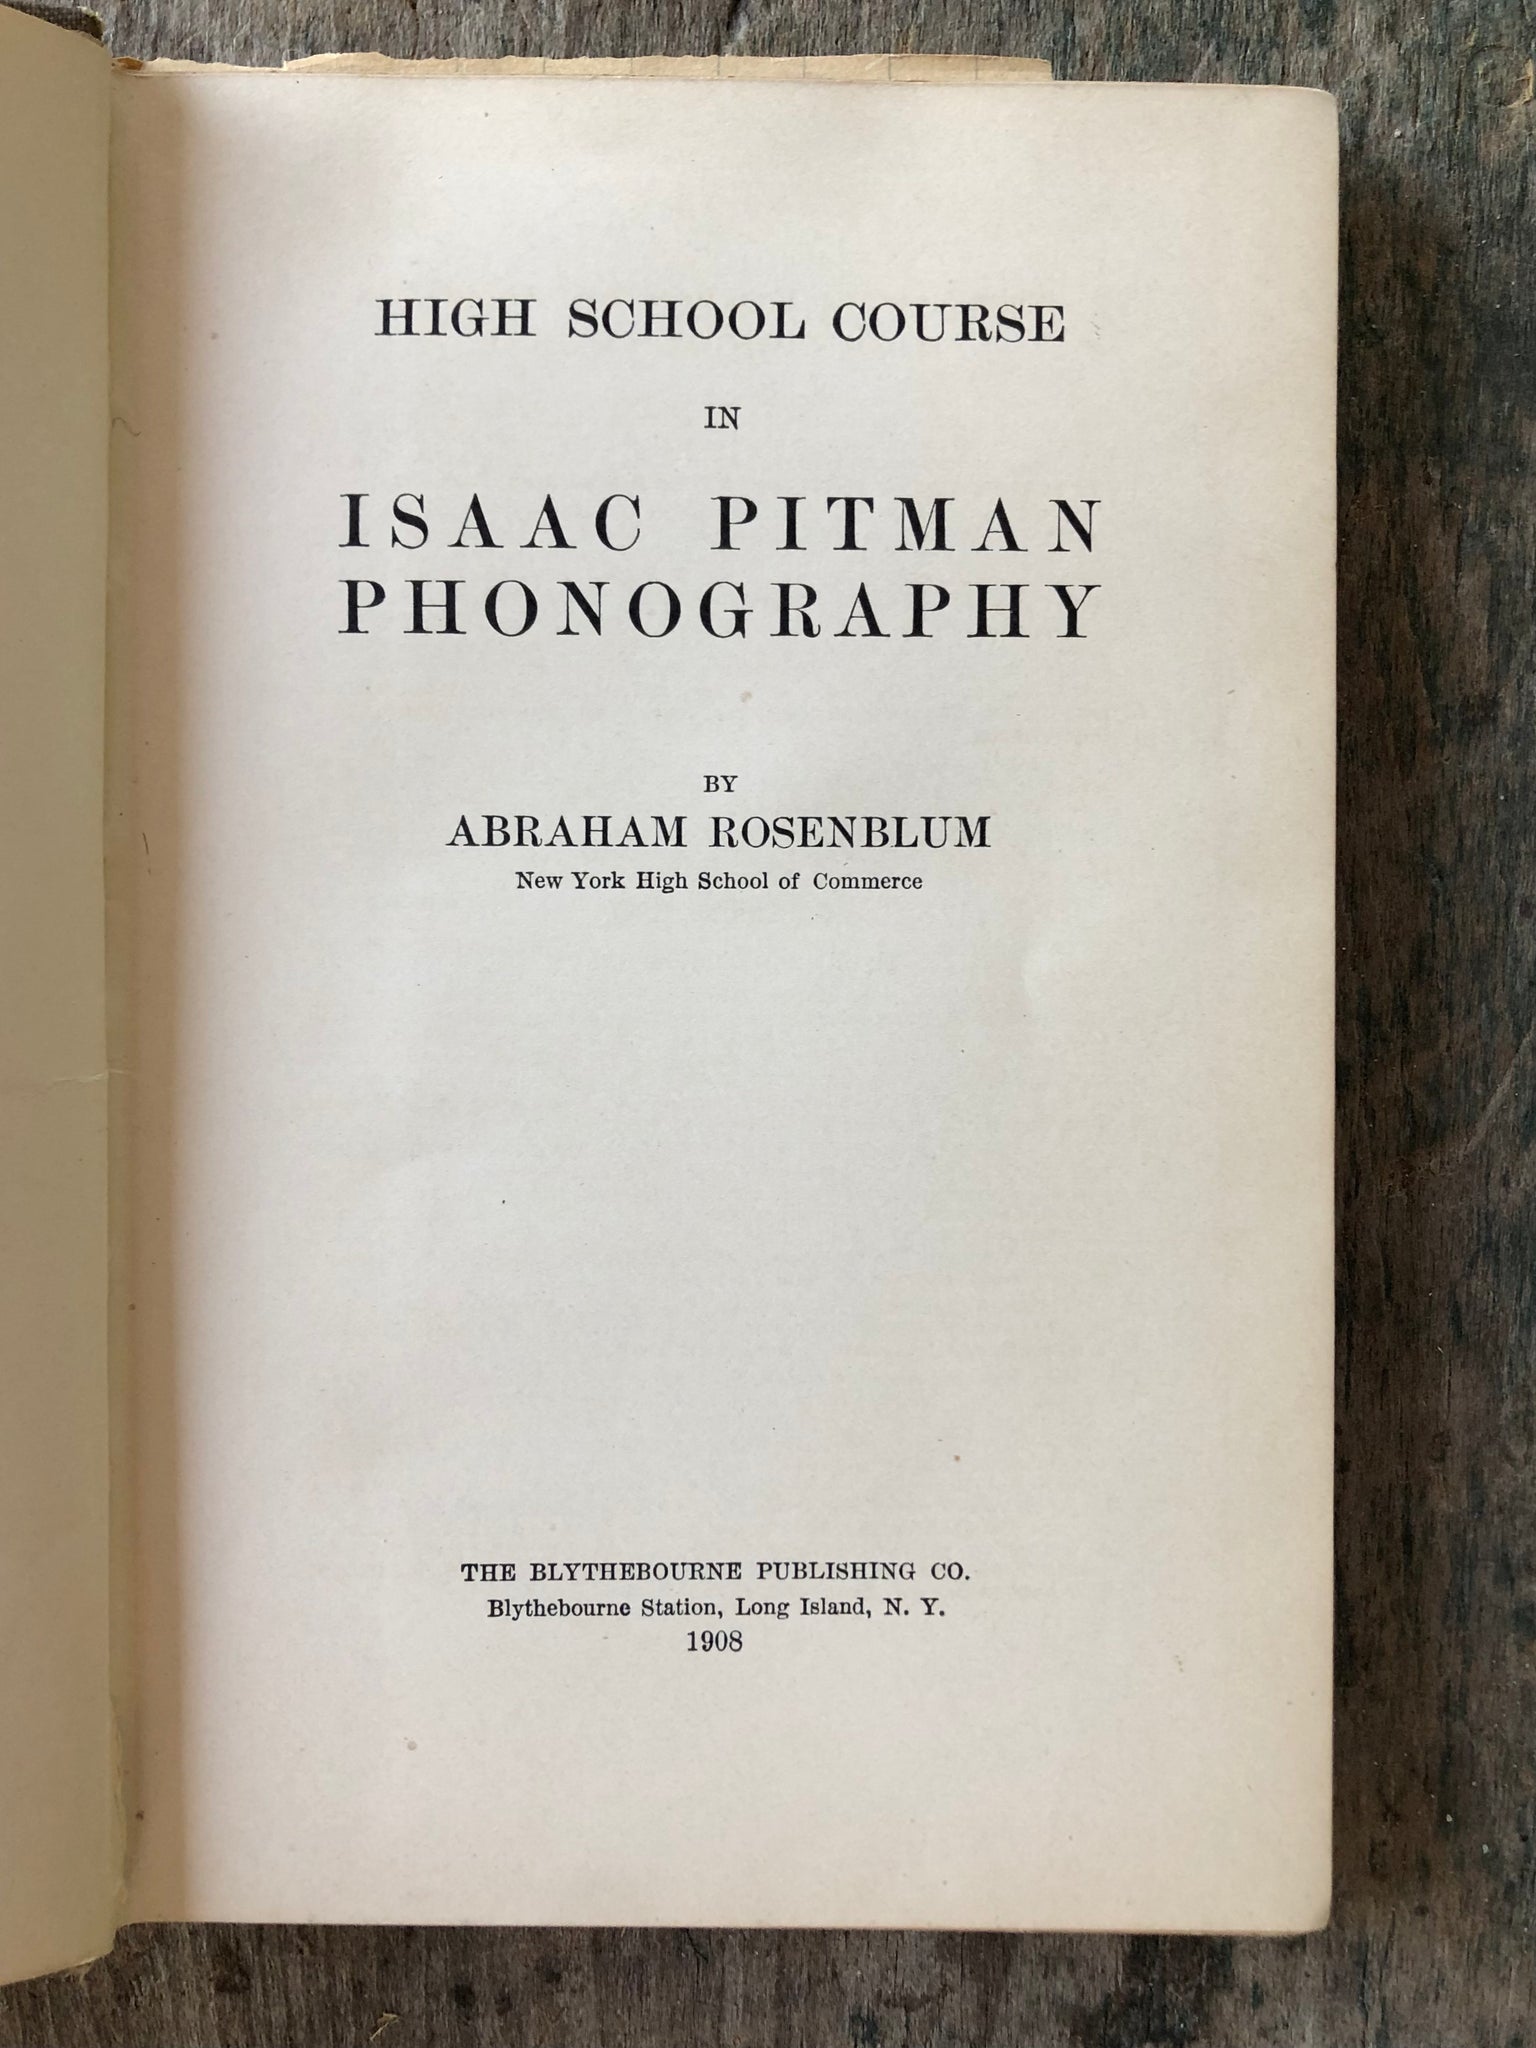 HIGH SCHOOL COURSE
IN
ISAAC PITMAN
PHONOGRAPHY
BY
ABRAHAM ROSENBLUM
New York High School of Commerce
THE BLYTHEBOURNE PUBLISHING CO.
Blythebourne Station, Long Island, N. Y.
1908